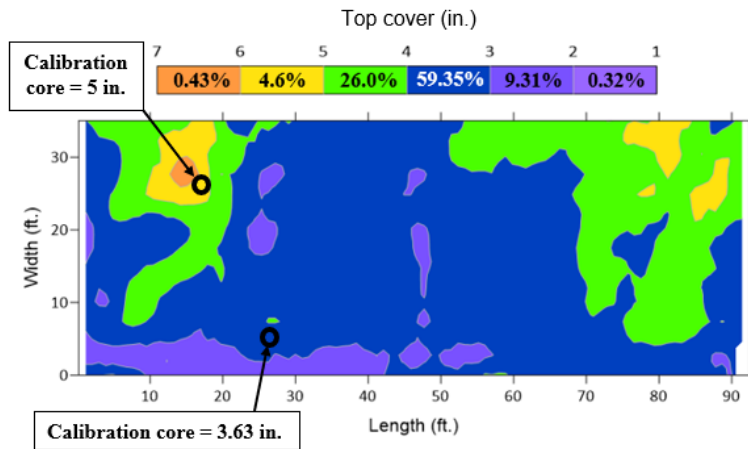 Top cover (in.)
7 6 5 4 3 2 1
0.43% 4.6% 26.0% 59.35% 9.31% 0.32%
Calibration
core = 5 in.
Width (ft.)
30
20
10
0
10 20 30 40 50 60 70 80 90
Length (ft.)
Calibration core = 3.63 in.